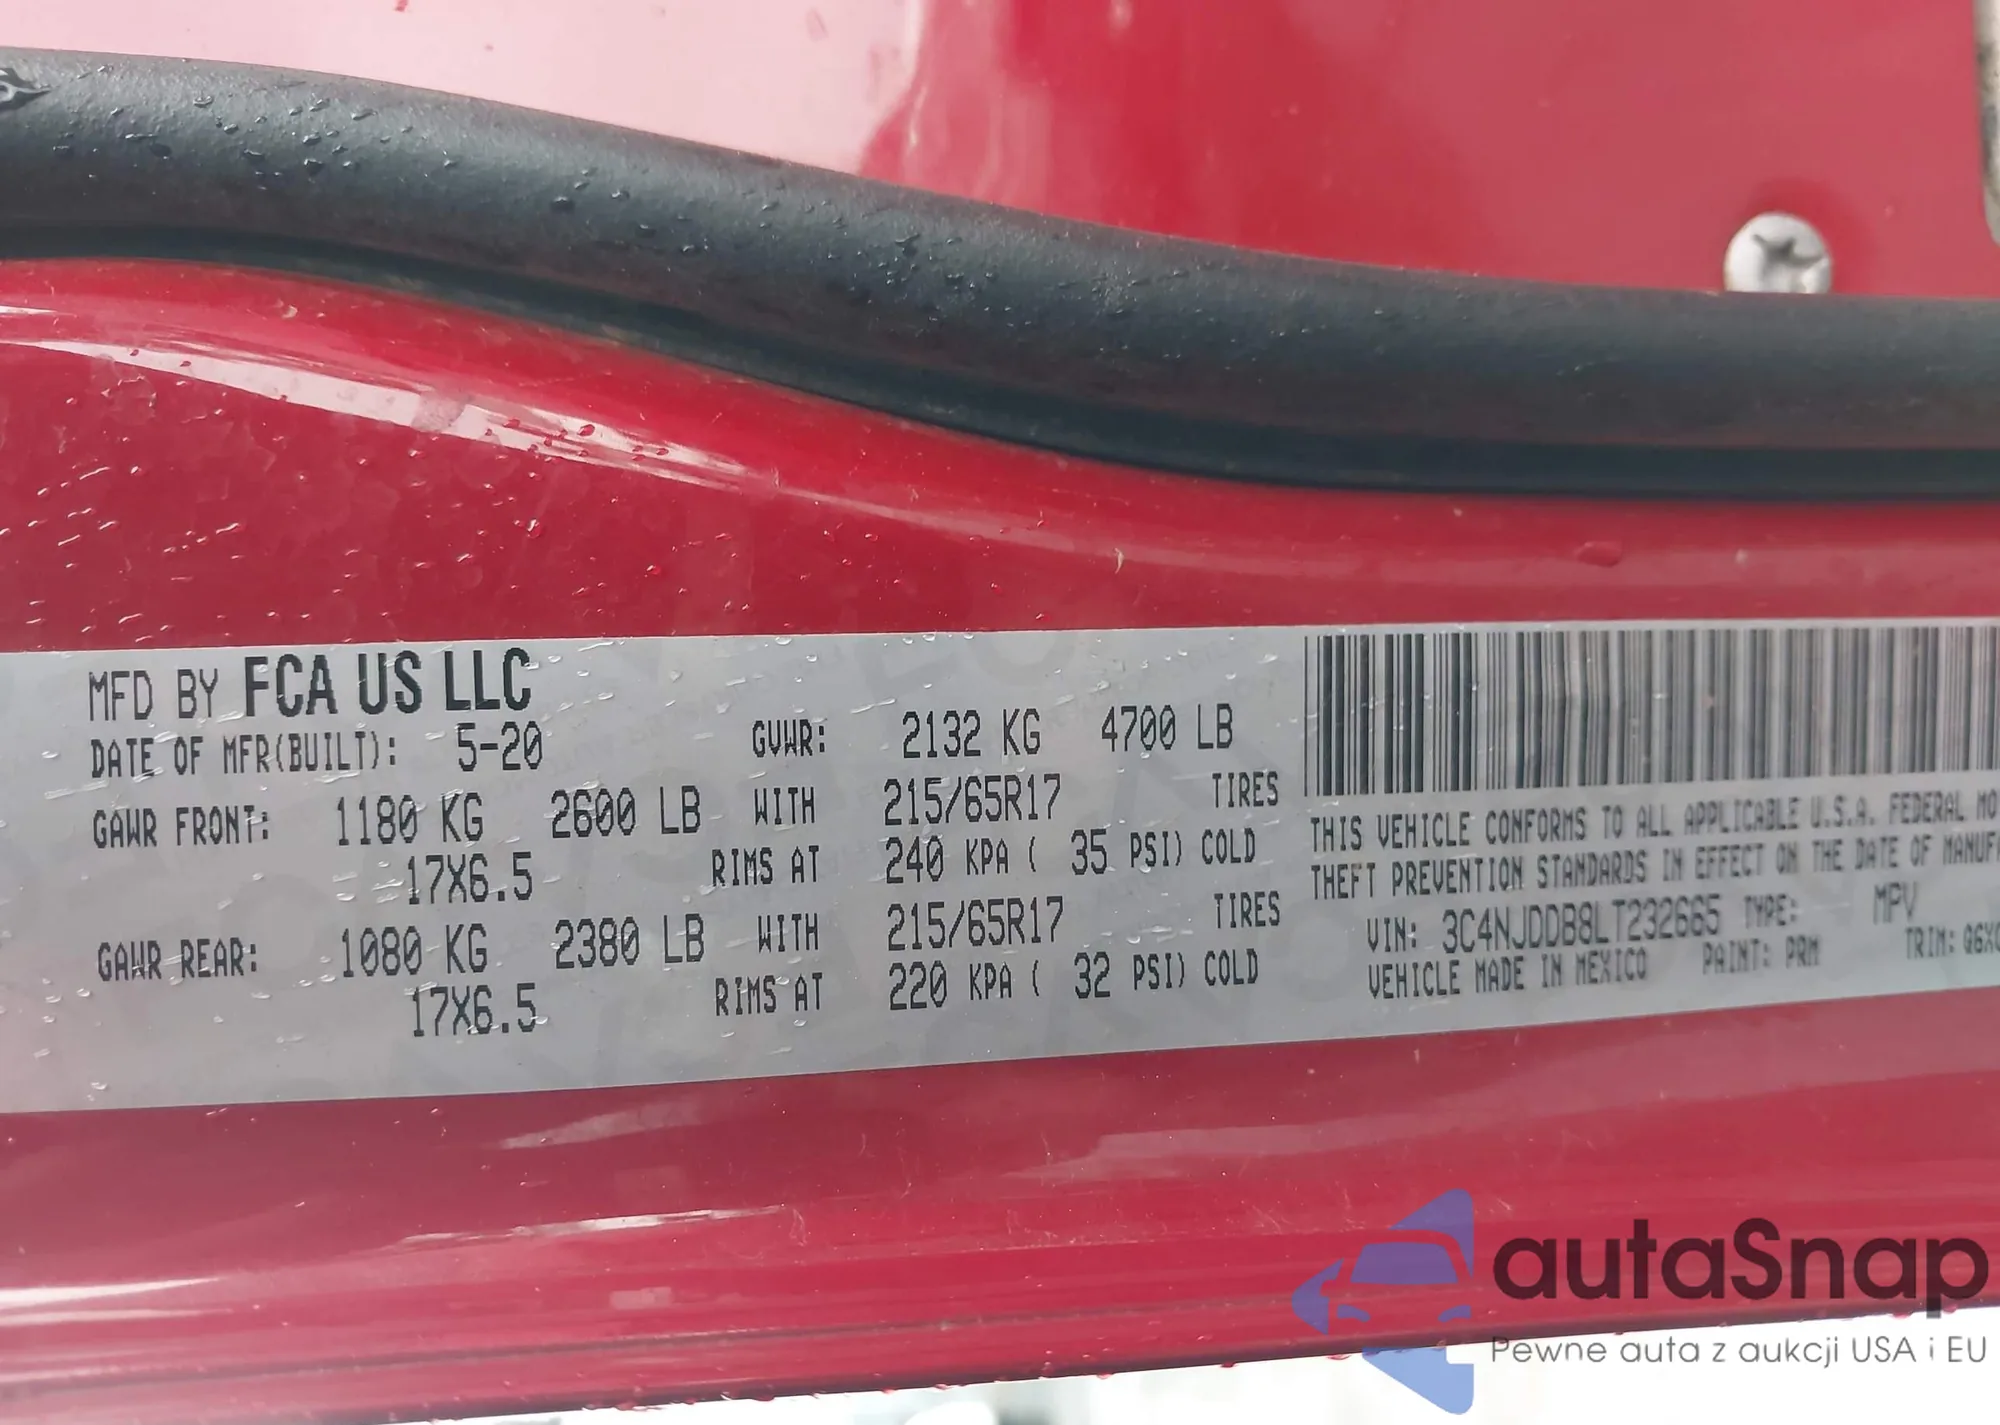 MFD BY FCA US LLC
DATE OF MFR(BUILT): 5-20 GVWR: 2132 KG 4700 LB
GAWR FRONT: 1180 KG 2600 LB WITH 215/65R17 TIRES
17X6.5 RIMS AT 240 KPA ( 35 PSI) COLD
GAWR REAR: 1080 KG 2380 LB WITH 215/65R17 TIRES
17X6.5 RIMS AT 220 KPA ( 32 PSI) COLD
THIS VEHICLE CONFORMS TO ALL APPLICABLE U.S.A. FEDERAL MO
THEFT PREVENTION STANDARDS IN EFFECT ON THE DATE OF MANUF
VIN: 3C4NJDDB8LT232665 TYPE: MPV
VEHICLE MADE IN MEXICO PAINT: PRM TRIM: Q6X
autaSnap
Pewne auta z aukcji USA i EU